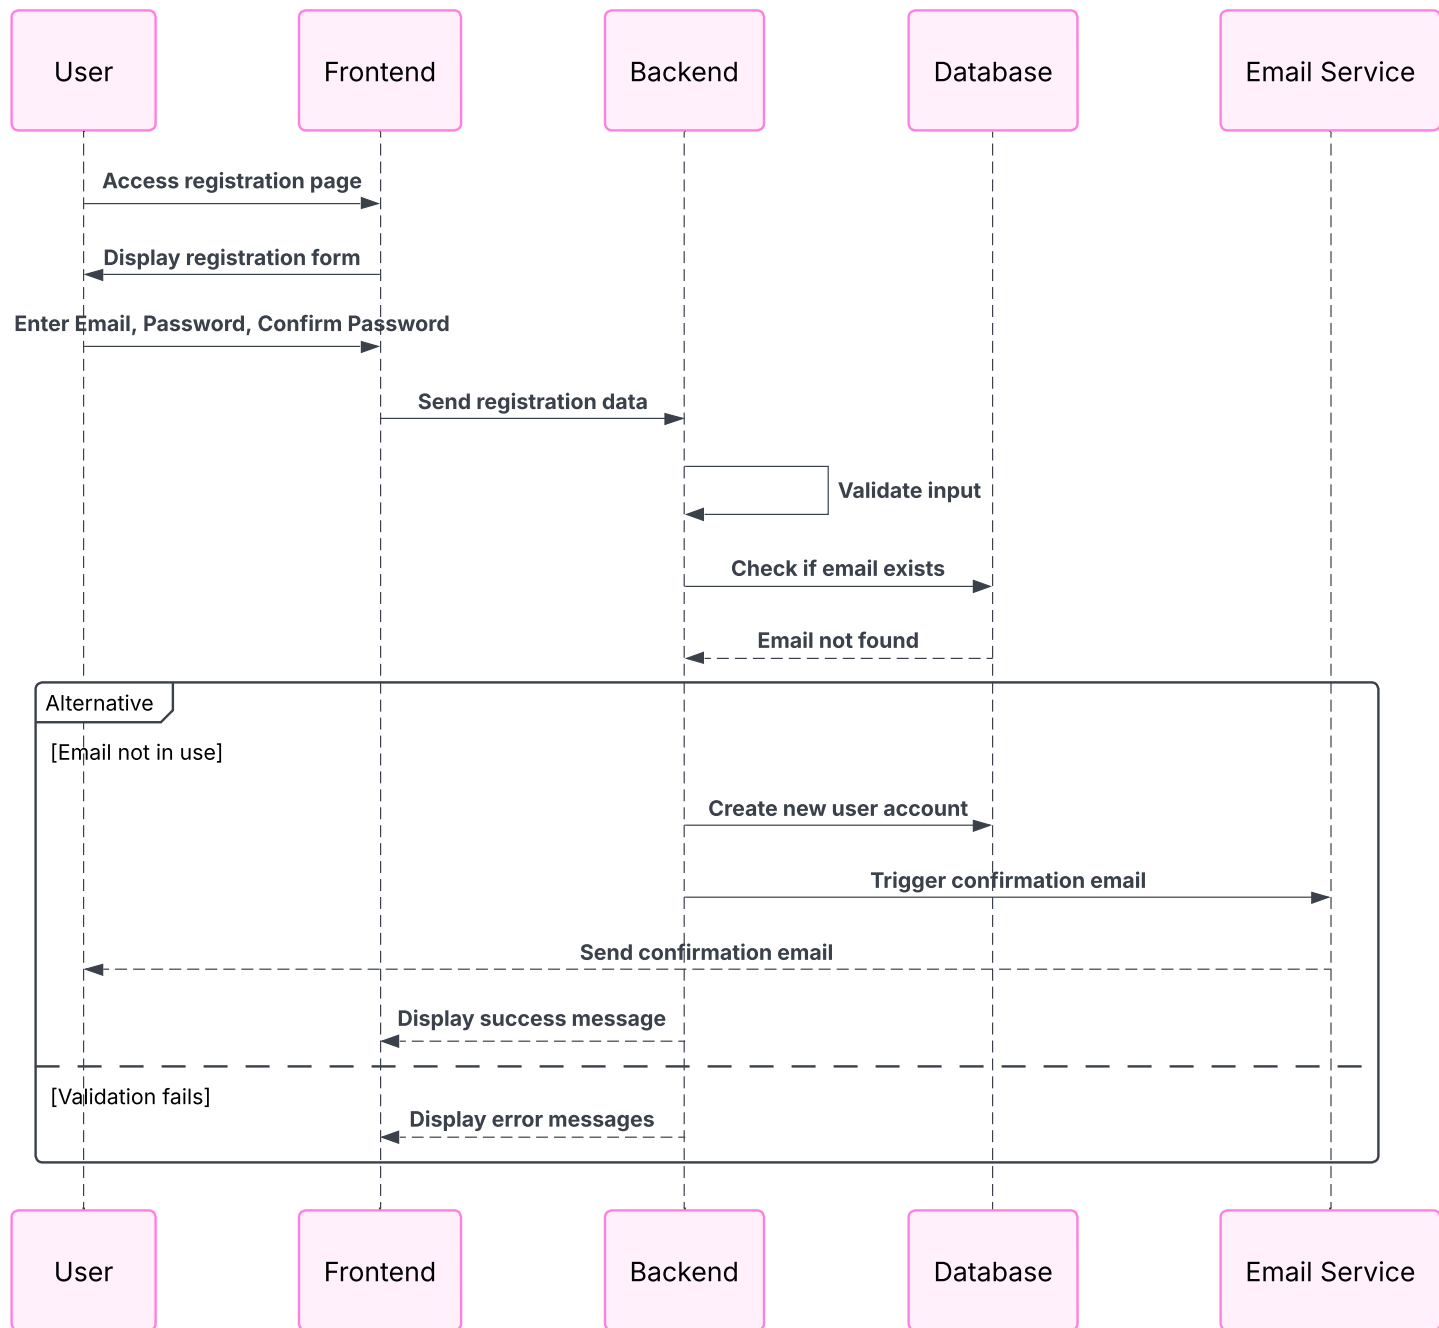 User
Frontend
Backend
Database
Email Service
Access registration page
Display registration form
Enter Email, Password, Confirm Password
Send registration data
Validate input
Check if email exists
Email not found
Alternative
[Email not in use]
Create new user account
Trigger confirmation email
Send confirmation email
Display success message
[Validation fails]
Display error messages
User
Frontend
Backend
Database
Email Service